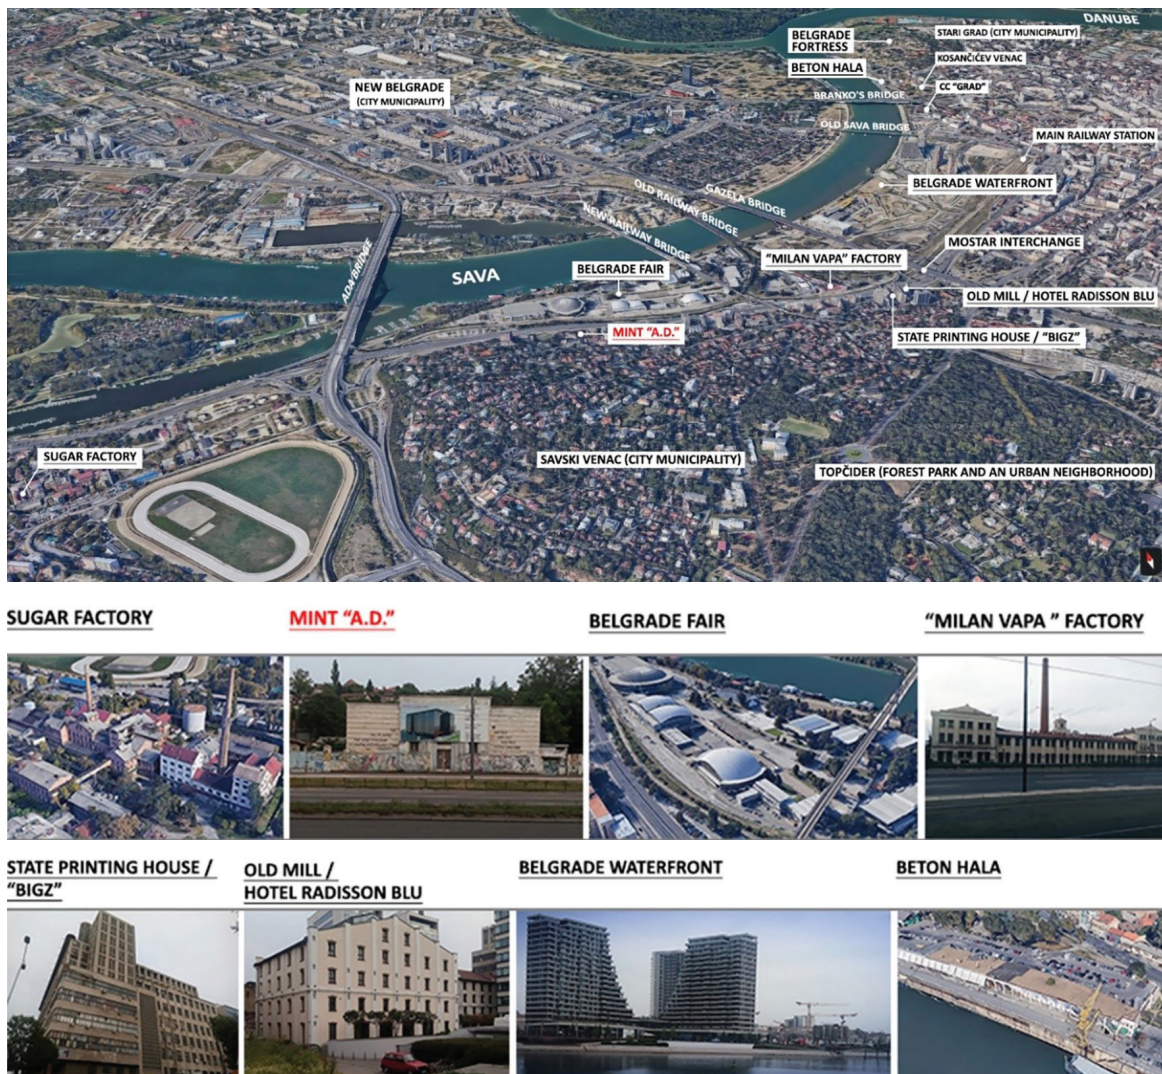 DANUBE
BELGRADE
FORTRESS
STARI GRAD (CITY MUNICIPALITY)
KOSANČIĆEV VENAC
BETON HALA
NEW BELGRADE
(CITY MUNICIPALITY)
CC "GRAD"
BRANKO'S BRIDGE
OLD SAVA BRIDGE
MAIN RAILWAY STATION
BELGRADE WATERFRONT
GAZELA BRIDGE
OLD RAILWAY BRIDGE
NEW RAILWAY BRIDGE
MOSTAR INTERCHANGE
ADA BRIDGE
SAVA
BELGRADE FAIR
"MILAN VAPA" FACTORY
OLD MILL / HOTEL RADISSON BLU
MINT "A.D."
STATE PRINTING HOUSE / "BIGZ"
SUGAR FACTORY
SAVSKI VENAC (CITY MUNICIPALITY)
TOPČIDER (FOREST PARK AND AN URBAN NEIGHBORHOOD)
SUGAR FACTORY
MINT "A.D."
BELGRADE FAIR
"MILAN VAPA " FACTORY
STATE PRINTING HOUSE /
"BIGZ"
OLD MILL /
HOTEL RADISSON BLU
BELGRADE WATERFRONT
BETON HALA